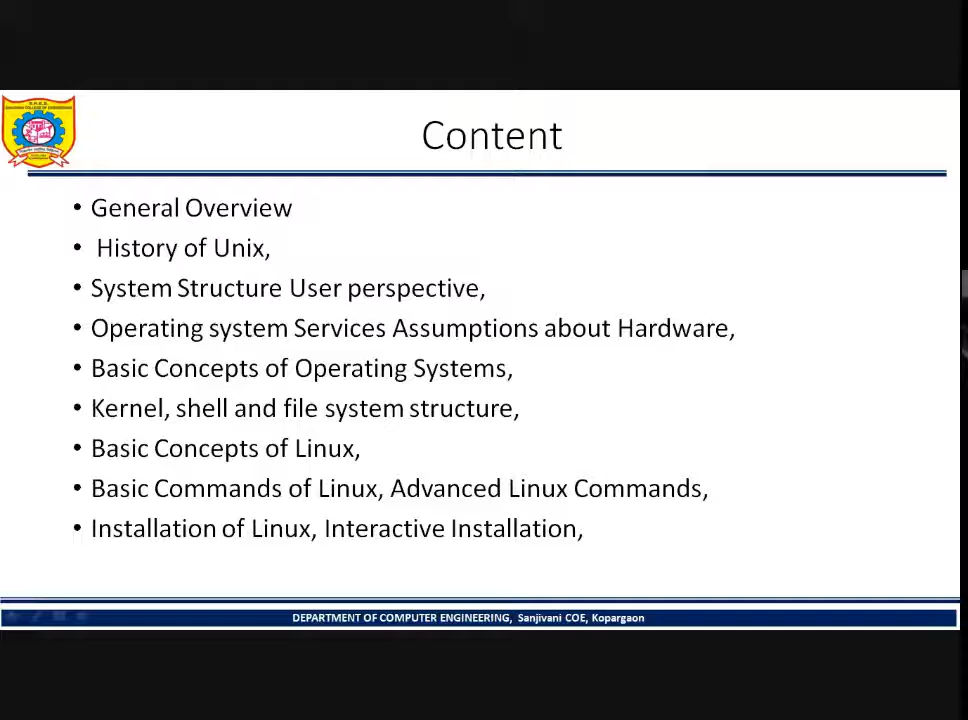 Content
• General Overview
• History of Unix,
• System Structure User perspective,
• Operating system Services Assumptions about Hardware,
• Basic Concepts of Operating Systems,
• Kernel, shell and file system structure,
• Basic Concepts of Linux,
• Basic Commands of Linux, Advanced Linux Commands,
• Installation of Linux, Interactive Installation,
DEPARTMENT OF COMPUTER ENGINEERING, Sanjivani COE, Kopargaon